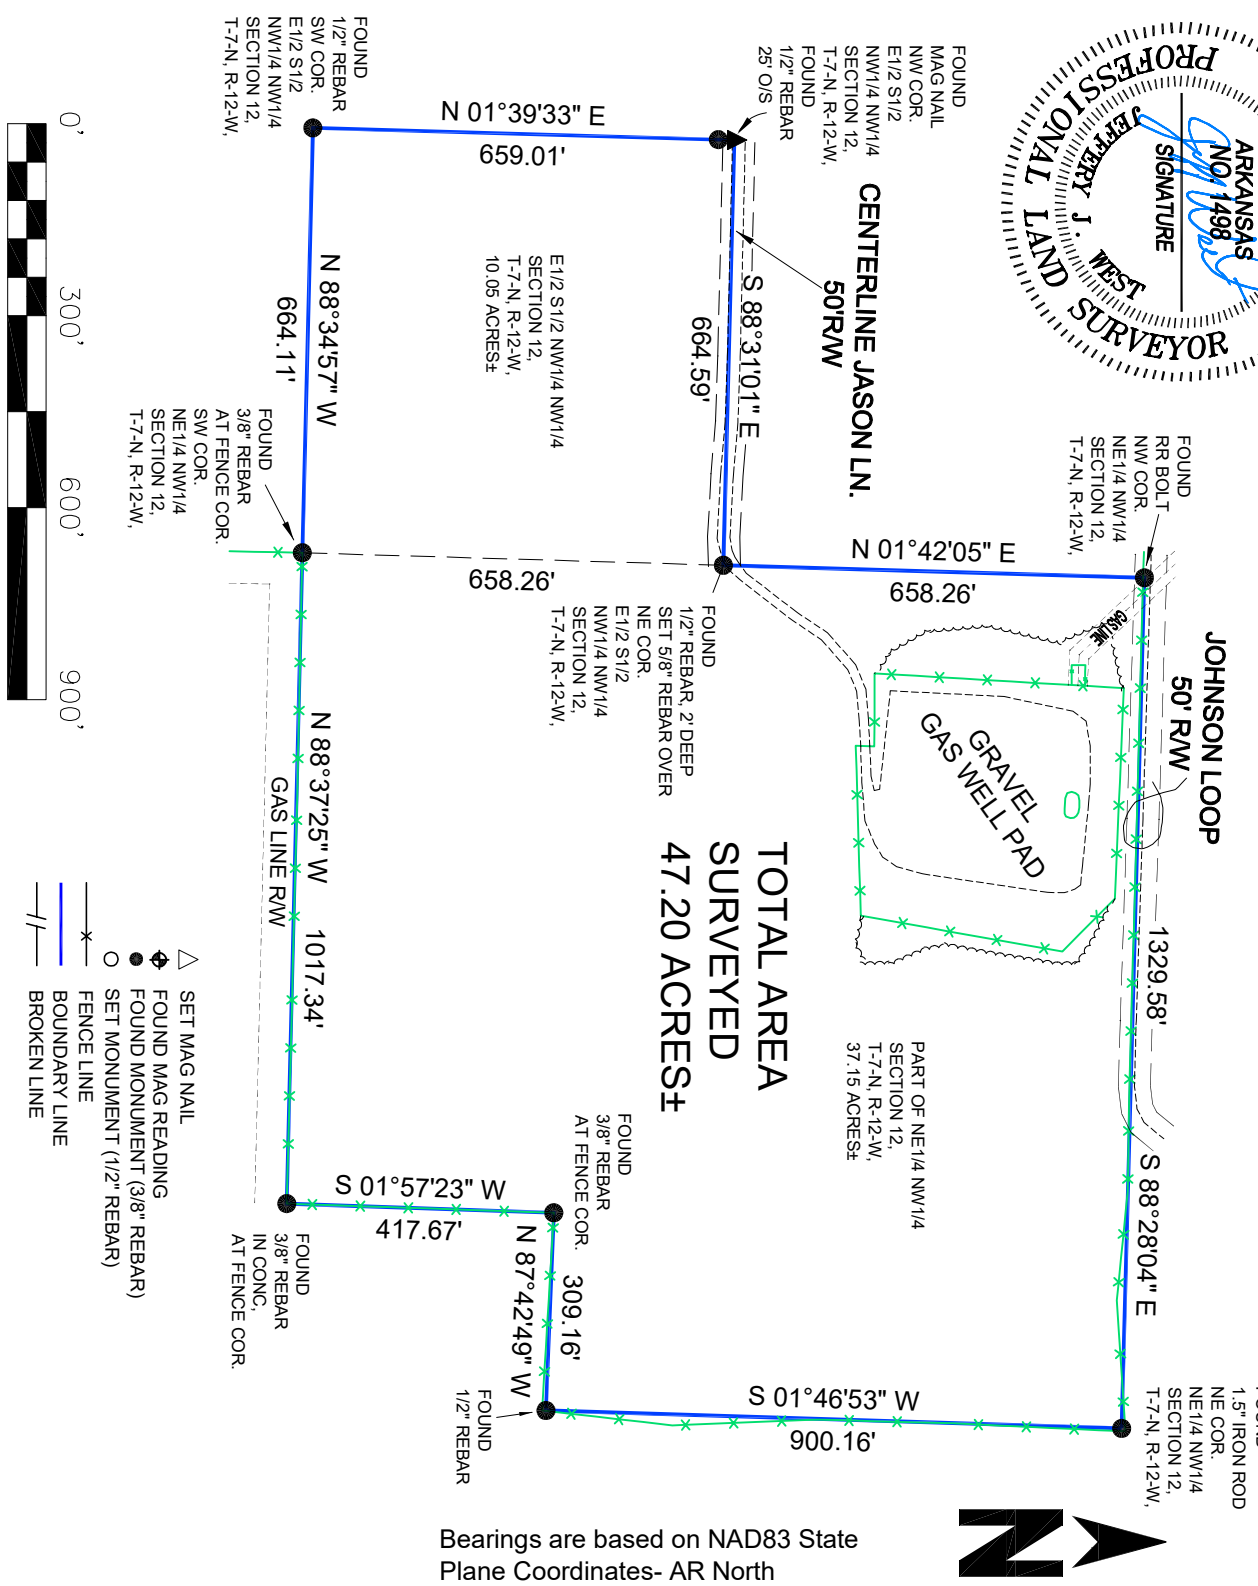 PROFESSIONAL LAND SURVEYOR
ARKANSAS
NO. 1498
SIGNATURE
JEFFERY J. WEST
FOUND
1/2" REBAR
SW COR.
E1/2 S1/2
NW1/4 NW1/4
SECTION 12,
T-7-N, R-12-W,
N 01°39'33" E
659.01'
FOUND
MAG NAIL
NW COR.
E1/2 S1/2
NW1/4 NW1/4
SECTION 12,
T-7-N, R-12-W,
FOUND
1/2" REBAR
25' O/S
CENTERLINE JASON LN.
50'R/W
S 88°31'01" E
664.59'
E1/2 S1/2 NW1/4 NW1/4
SECTION 12,
T-7-N, R-12-W,
10.05 ACRES±
N 88°34'57" W
664.11'
0'
300'
600'
900'
FOUND
3/8" REBAR
AT FENCE COR.
SW COR.
NE1/4 NW1/4
SECTION 12,
T-7-N, R-12-W,
FOUND
RR BOLT
NW COR.
NE1/4 NW1/4
SECTION 12,
T-7-N, R-12-W,
N 01°42'05" E
658.26'
658.26'
FOUND
1/2" REBAR, 2' DEEP
SET 5/8" REBAR OVER
NE COR.
E1/2 S1/2
NW1/4 NW1/4
SECTION 12,
T-7-N, R-12-W,
GAS LINE
JOHNSON LOOP
50' R/W
GRAVEL
GAS WELL PAD
1329.58'
S 88°28'04" E
TOTAL AREA
SURVEYED
47.20 ACRES±
PART OF NE1/4 NW1/4
SECTION 12,
T-7-N, R-12-W,
37.15 ACRES±
N 88°37'25" W
1017.34'
GAS LINE R/W
FOUND
3/8" REBAR
AT FENCE COR.
S 01°57'23" W
417.67'
FOUND
3/8" REBAR
IN CONC,
AT FENCE COR.
309.16'
N 87°42'49" W
FOUND
1/2" REBAR
S 01°46'53" W
900.16'
1.5" IRON ROD
NE COR.
NE1/4 NW1/4
SECTION 12,
T-7-N, R-12-W,
SET MAG NAIL
FOUND MAG READING
FOUND MONUMENT (3/8" REBAR)
SET MONUMENT (1/2" REBAR)
FENCE LINE
BOUNDARY LINE
BROKEN LINE
N
Bearings are based on NAD83 State
Plane Coordinates- AR North